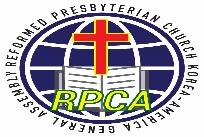 REFORMED PRESBYTERIAN CHURCH KOREA AMERICA GENERAL ASSEMBLY
RPCA